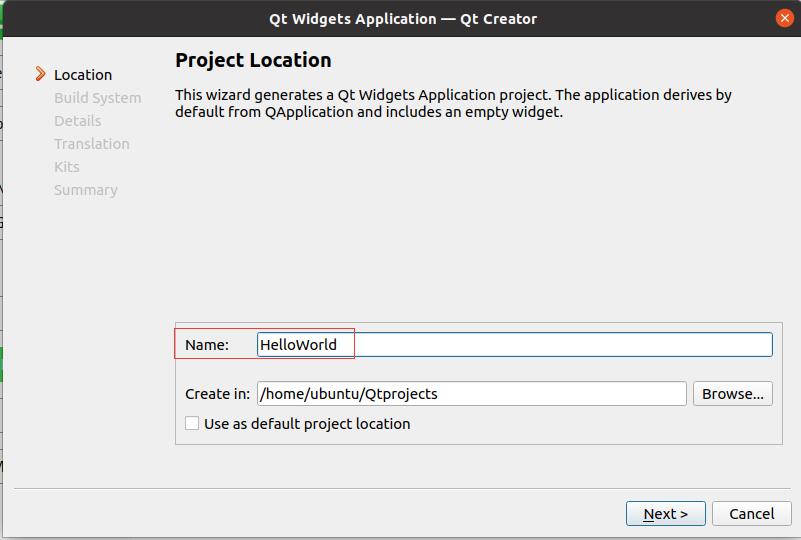 Qt Widgets Application — Qt Creator
Location
Build System
Details
Translation
Kits
Summary
Project Location
This wizard generates a Qt Widgets Application project. The application derives by
default from QApplication and includes an empty widget.
Name: HelloWorld
Create in: /home/ubuntu/Qtprojects Browse...
Use as default project location
Next > Cancel